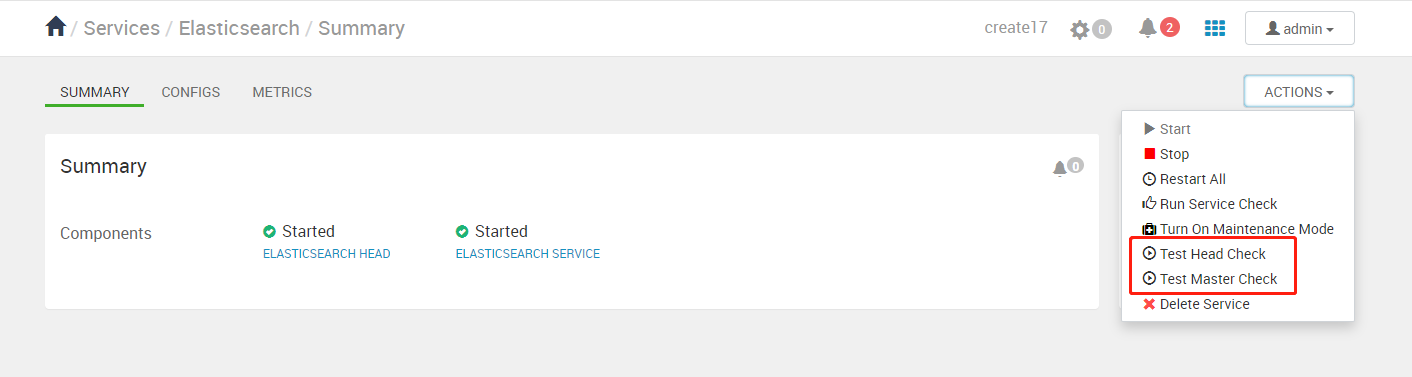 / Services / Elasticsearch / Summary create17 0 2 admin
SUMMARY CONFIGS METRICS ACTIONS
Start
Stop
Restart All
Run Service Check
Turn On Maintenance Mode
Test Head Check
Test Master Check
Delete Service
Summary 0
Components Started Started
ELASTICSEARCH HEAD ELASTICSEARCH SERVICE